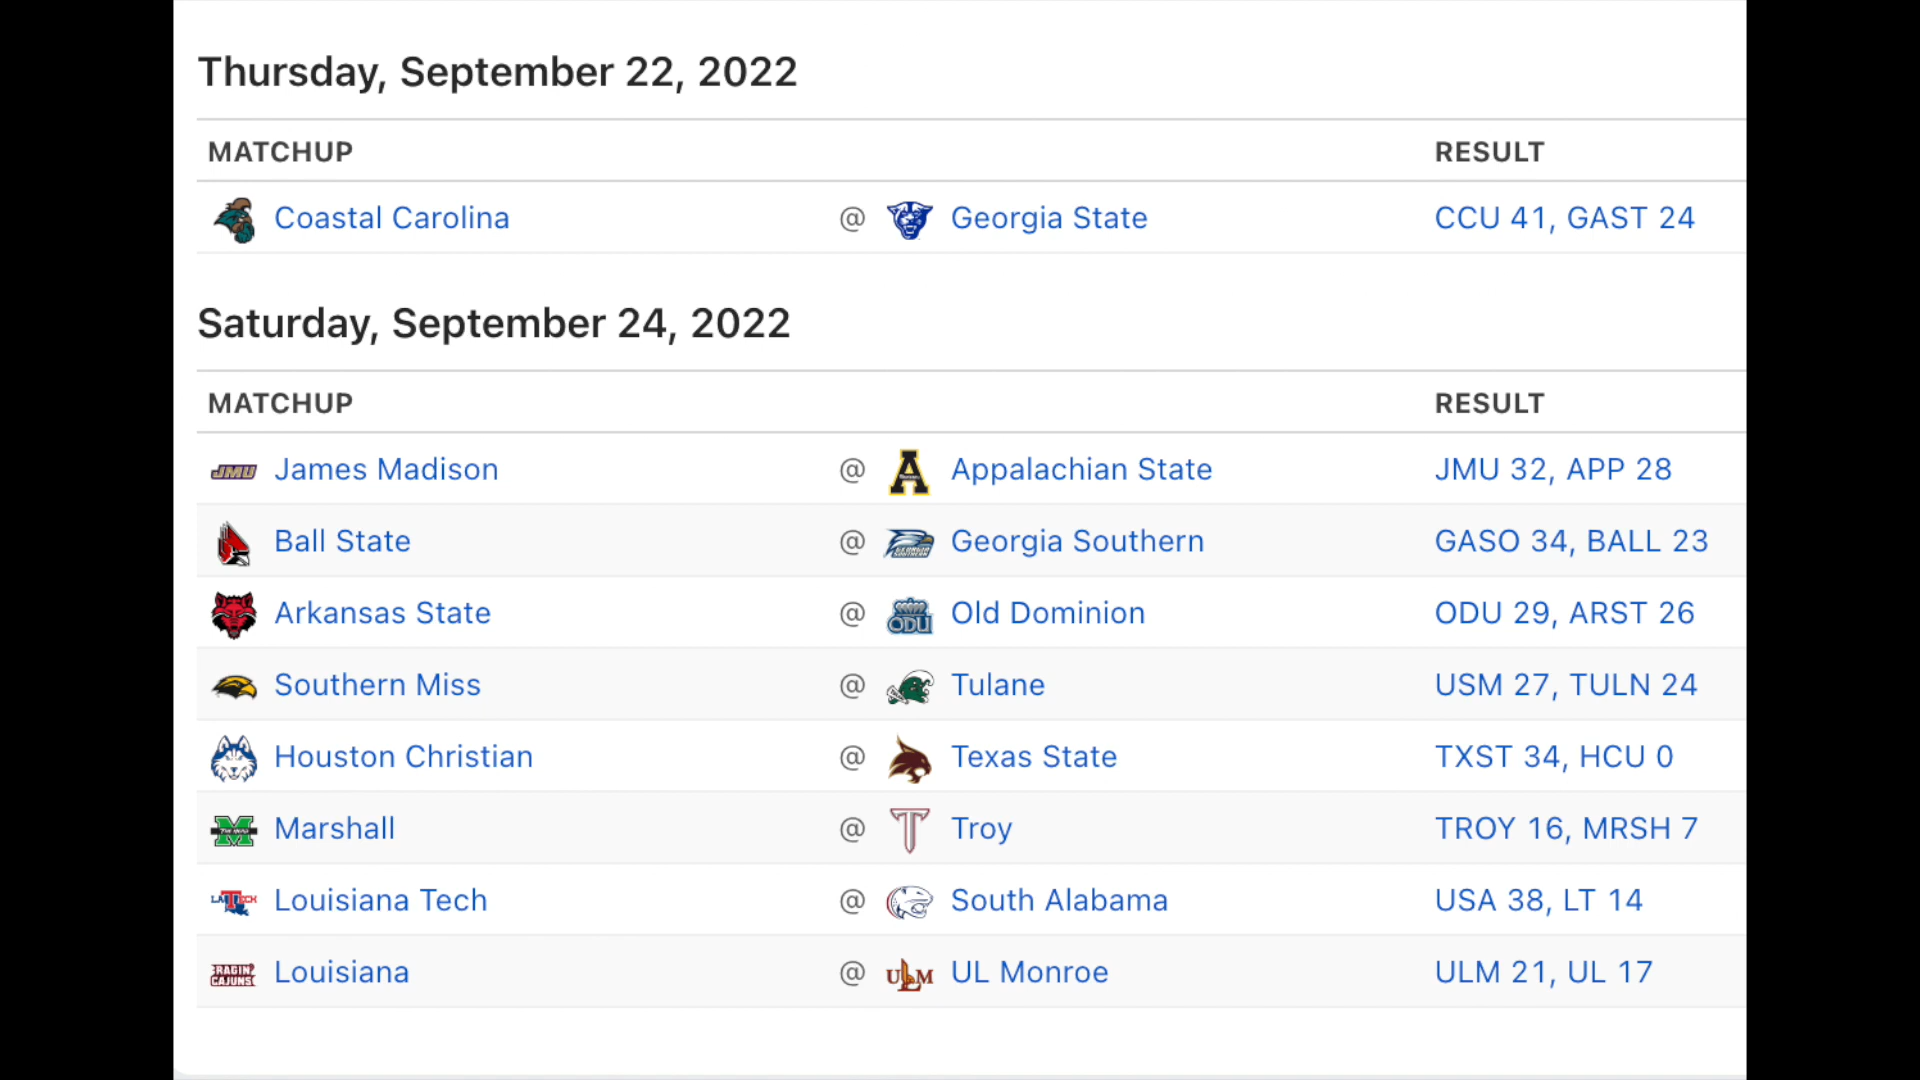 Thursday, September 22, 2022
MATCHUP RESULT
Coastal Carolina @ Georgia State CCU 41, GAST 24
Saturday, September 24, 2022
MATCHUP RESULT
JMU James Madison @ A Appalachian State JMU 32, APP 28
Ball State @ Georgia Southern GASO 34, BALL 23
Arkansas State @ ODU Old Dominion ODU 29, ARST 26
Southern Miss @ Tulane USM 27, TULN 24
Houston Christian @ Texas State TXST 34, HCU 0
M Marshall @ T Troy TROY 16, MRSH 7
LA TECH Louisiana Tech @ South Alabama USA 38, LT 14
RAGIN' CAJUNS Louisiana @ ULM UL Monroe ULM 21, UL 17